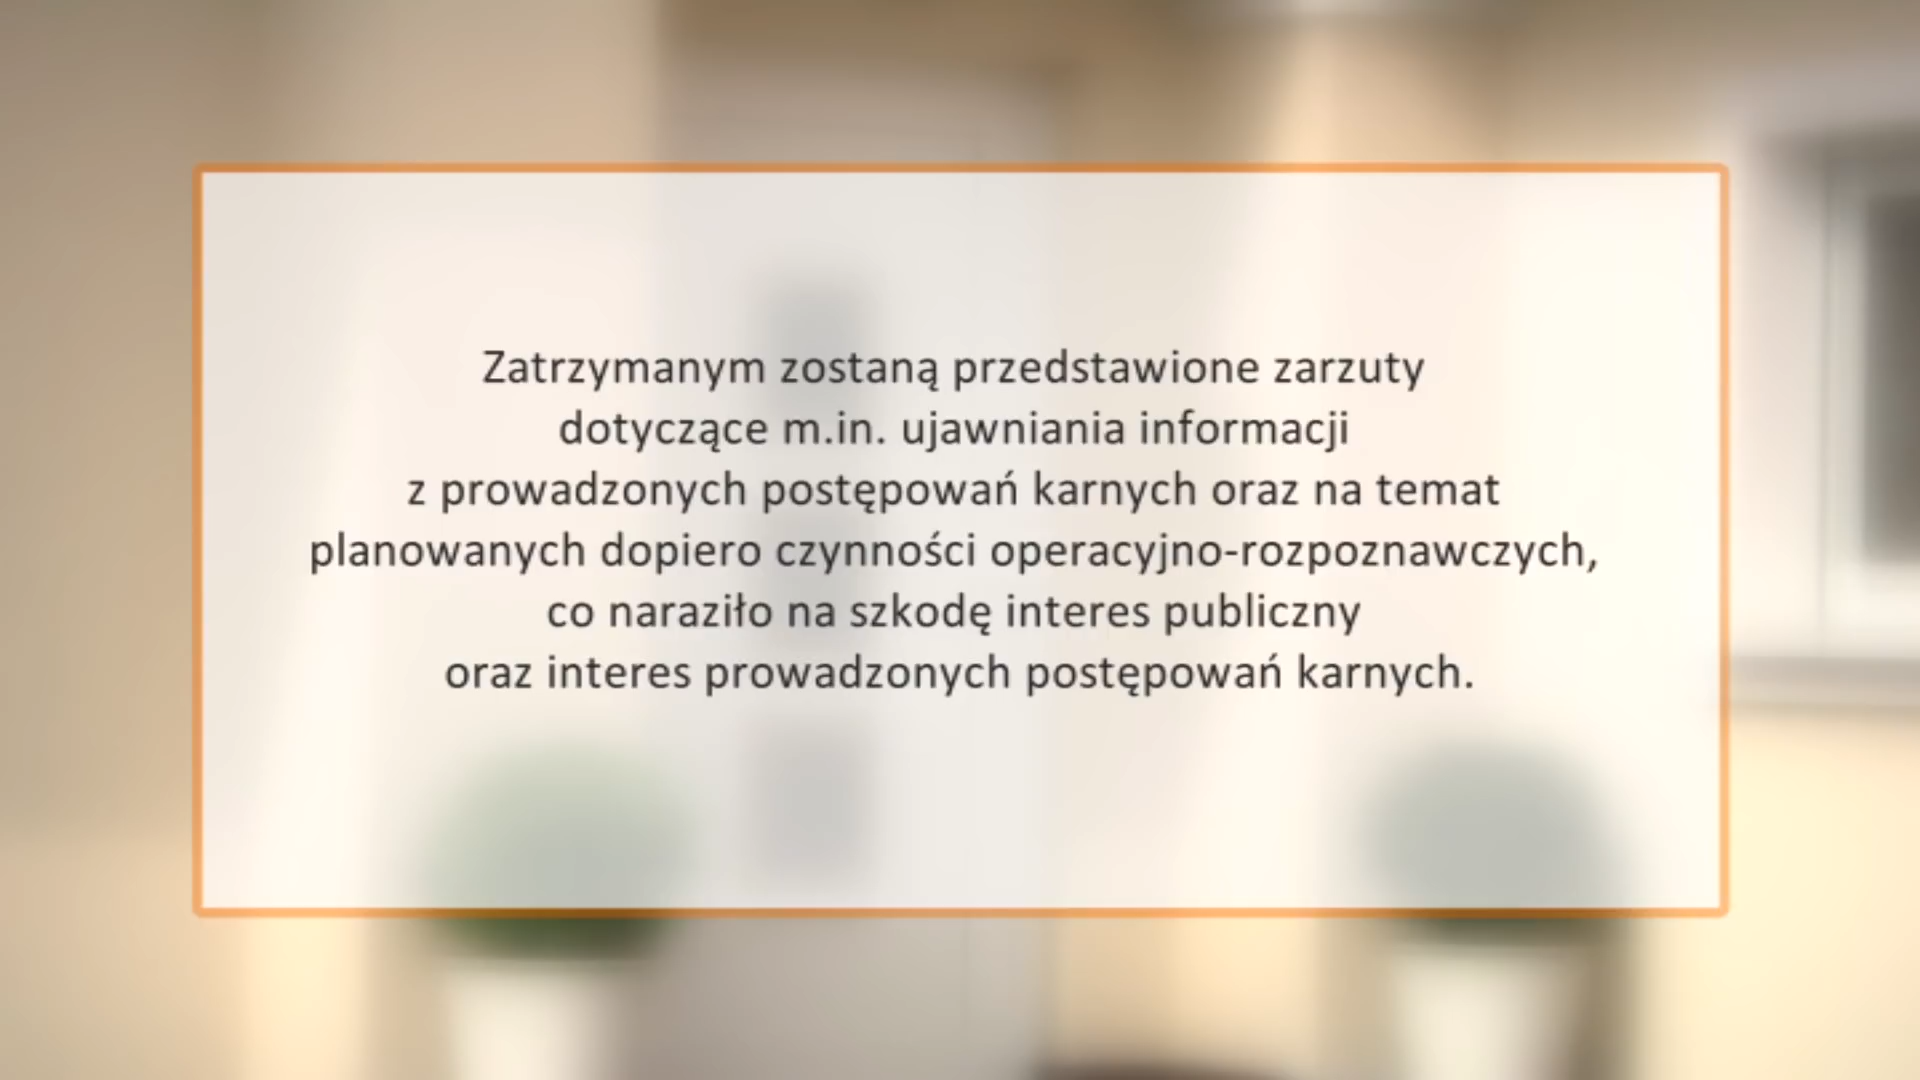 Zatrzymanym zostaną przedstawione zarzuty
dotyczące m.in. ujawniania informacji
z prowadzonych postępowań karnych oraz na temat
planowanych dopiero czynności operacyjno-rozpoznawczych,
co naraziło na szkodę interes publiczny
oraz interes prowadzonych postępowań karnych.